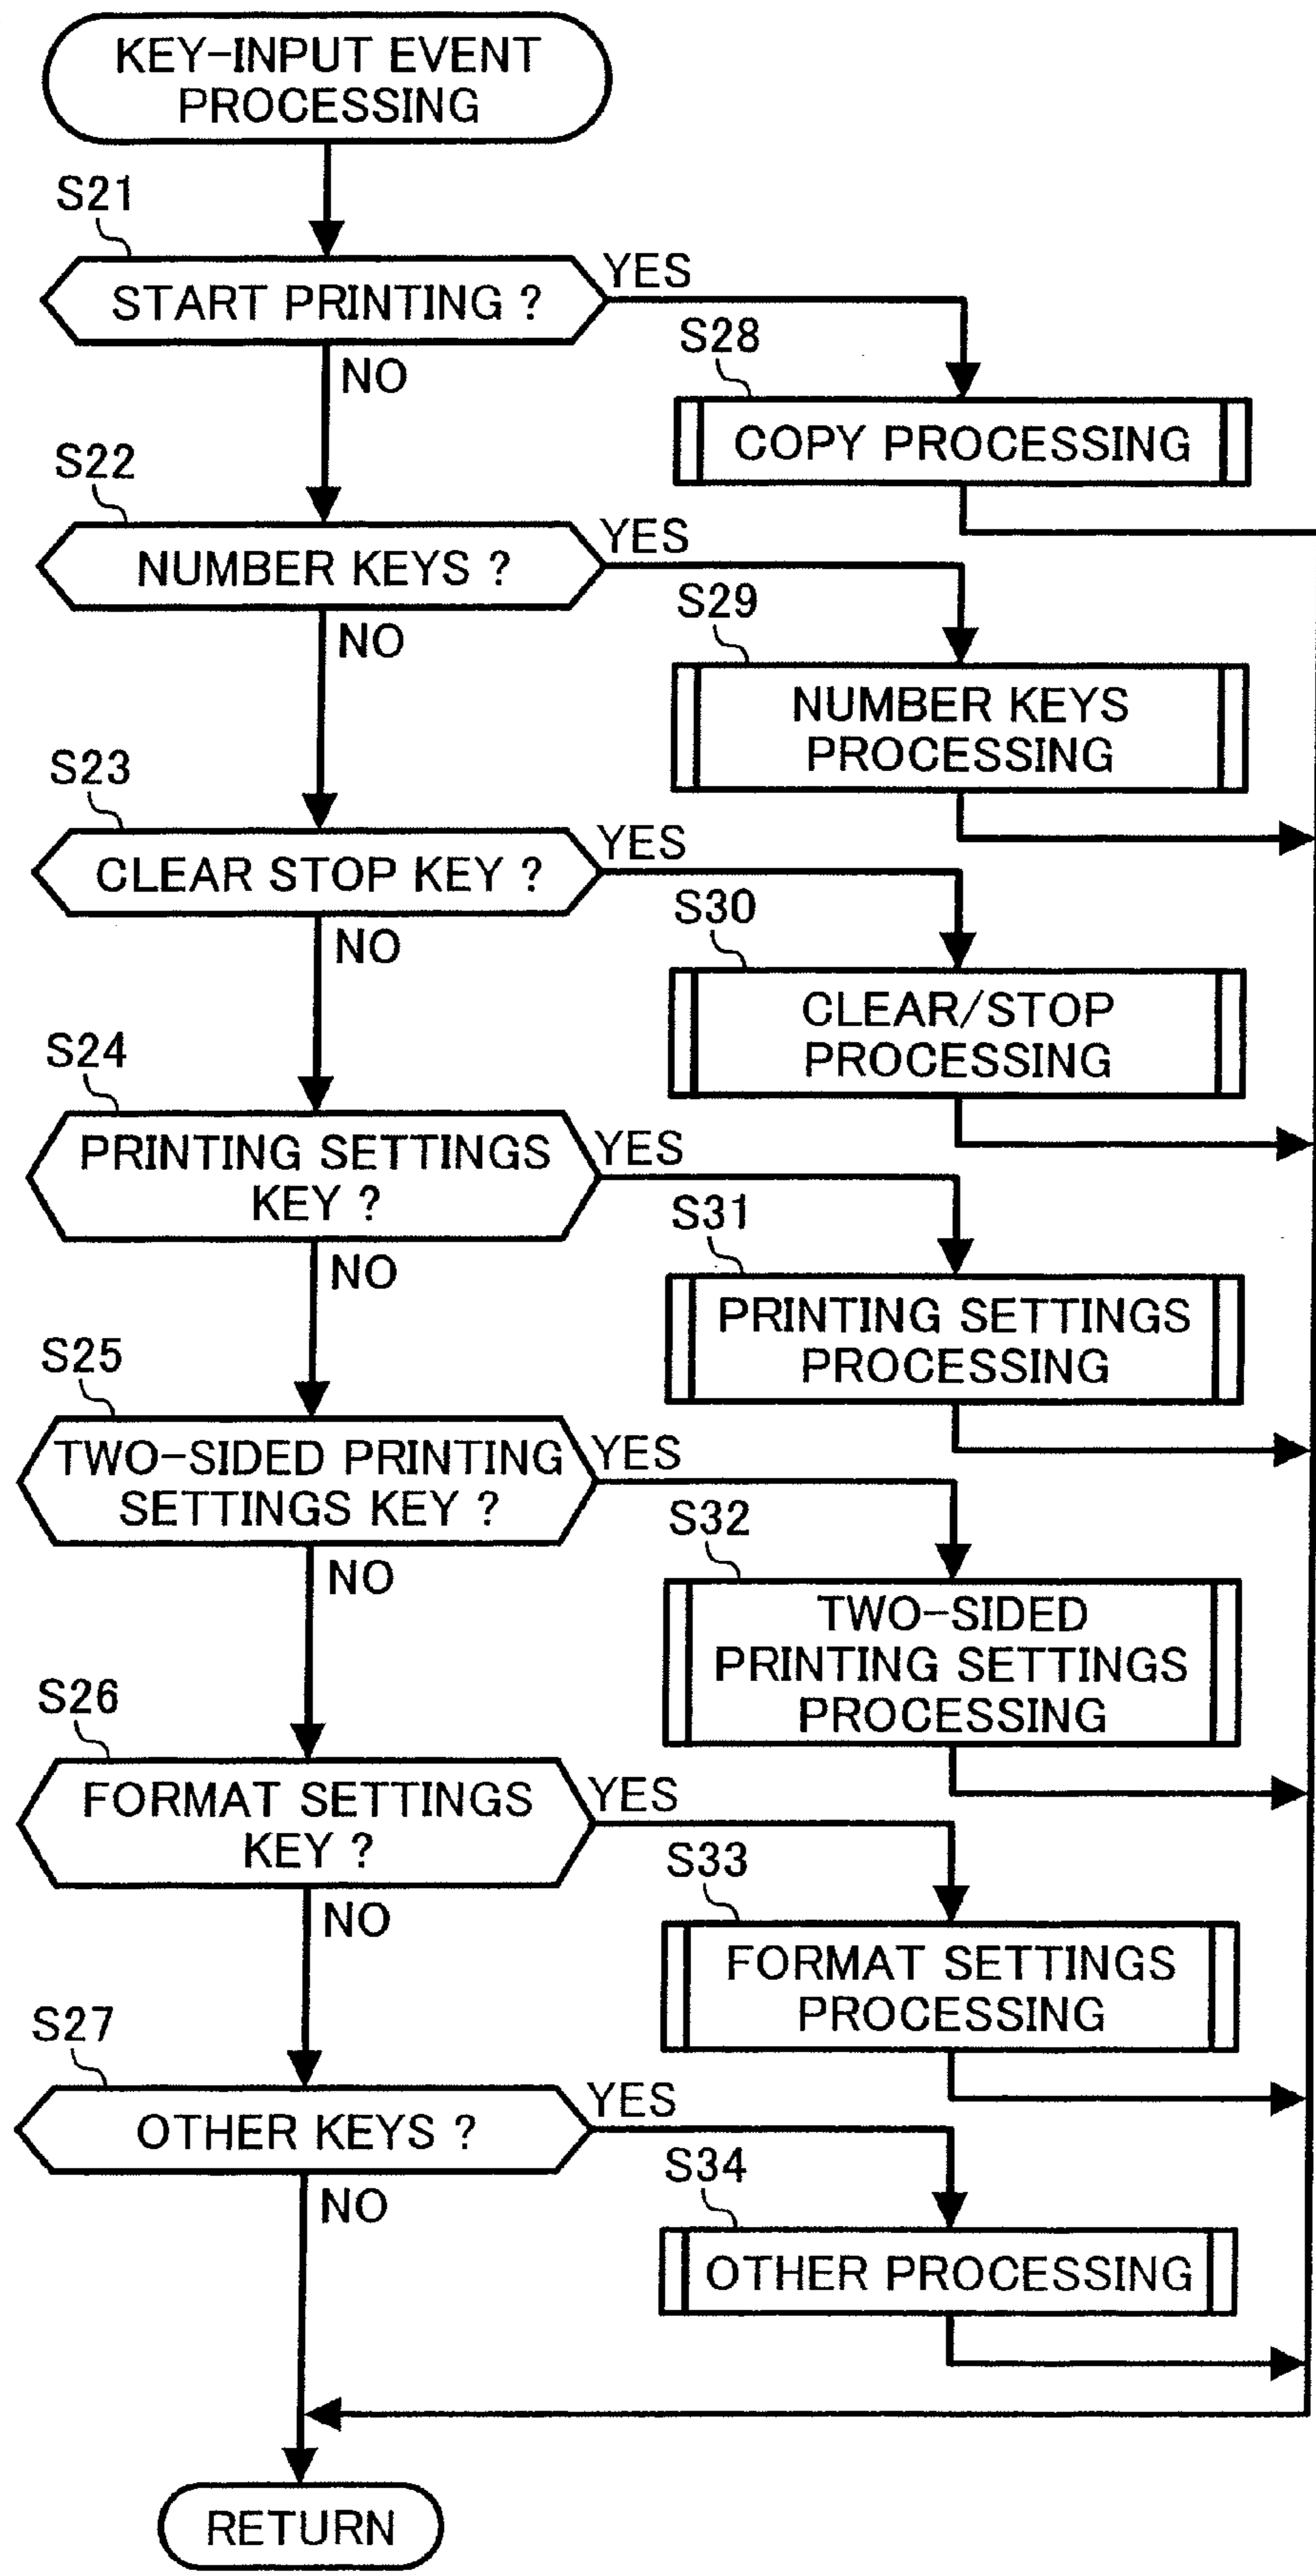 KEY-INPUT EVENT
PROCESSING
S21
START PRINTING ?
YES
NO
S28
COPY PROCESSING
S22
NUMBER KEYS ?
YES
NO
S29
NUMBER KEYS
PROCESSING
S23
CLEAR STOP KEY ?
YES
NO
S30
CLEAR/STOP
PROCESSING
S24
PRINTING SETTINGS
KEY ?
YES
NO
S31
PRINTING SETTINGS
PROCESSING
S25
TWO-SIDED PRINTING
SETTINGS KEY ?
YES
NO
S32
TWO-SIDED
PRINTING SETTINGS
PROCESSING
S26
FORMAT SETTINGS
KEY ?
YES
NO
S33
FORMAT SETTINGS
PROCESSING
S27
OTHER KEYS ?
YES
NO
S34
OTHER PROCESSING
RETURN